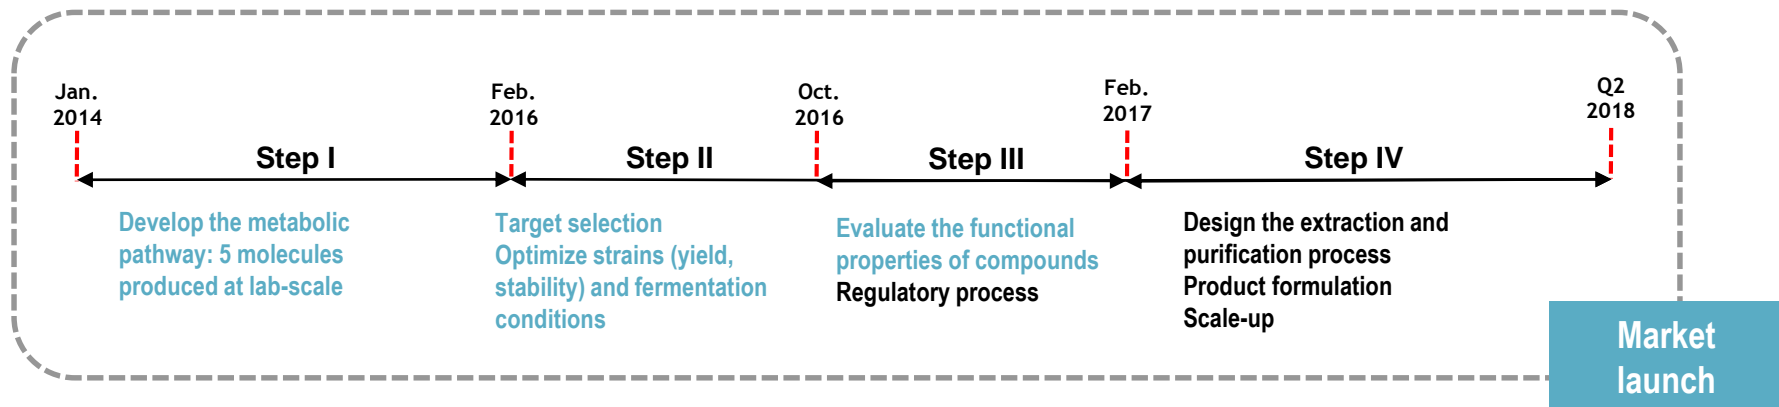 Jan.
2014
Feb.
2016
Oct.
2016
Feb.
2017
Q2
2018
Step I
Step II
Step III
Step IV
Develop the metabolic
pathway: 5 molecules
produced at lab-scale
Target selection
Optimize strains (yield,
stability) and fermentation
conditions
Evaluate the functional
properties of compounds
Regulatory process
Design the extraction and
purification process
Product formulation
Scale-up
Market
launch